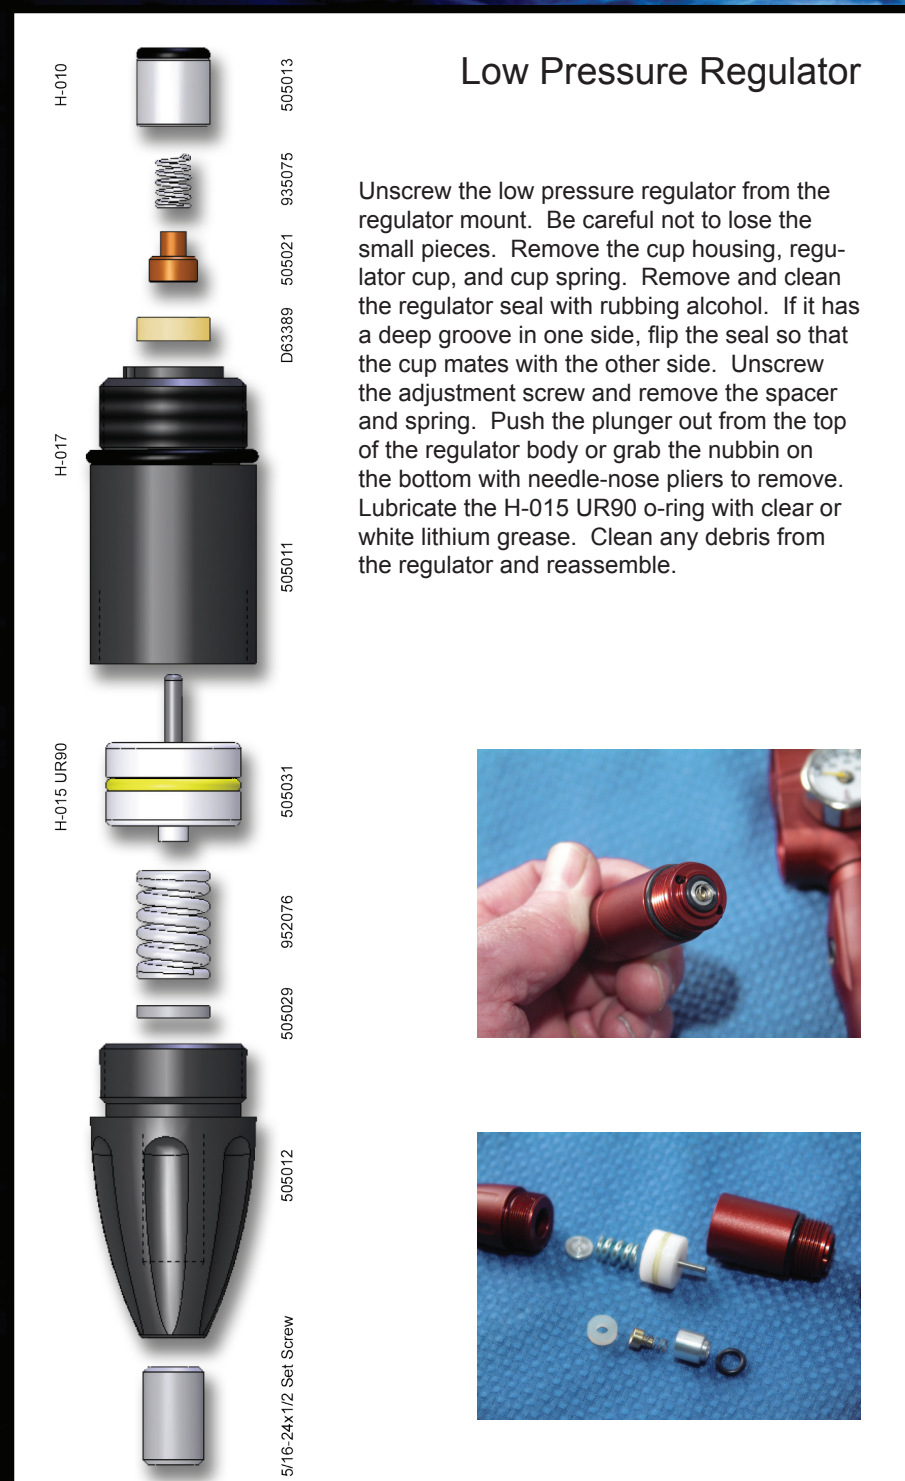 Low Pressure Regulator
Unscrew the low pressure regulator from the
regulator mount.  Be careful not to lose the
small pieces.  Remove the cup housing, regu-
lator cup, and cup spring.  Remove and clean
the regulator seal with rubbing alcohol.  If it has
a deep groove in one side, flip the seal so that
the cup mates with the other side.  Unscrew
the adjustment screw and remove the spacer
and spring.  Push the plunger out from the top
of the regulator body or grab the nubbin on
the bottom with needle-nose pliers to remove.
Lubricate the H-015 UR90 o-ring with clear or
white lithium grease.  Clean any debris from
the regulator and reassemble.
H-010
505013
935075
505021
D63389
H-017
505011
H-015 UR90
505031
952076
505029
505012
5/16-24x1/2 Set Screw